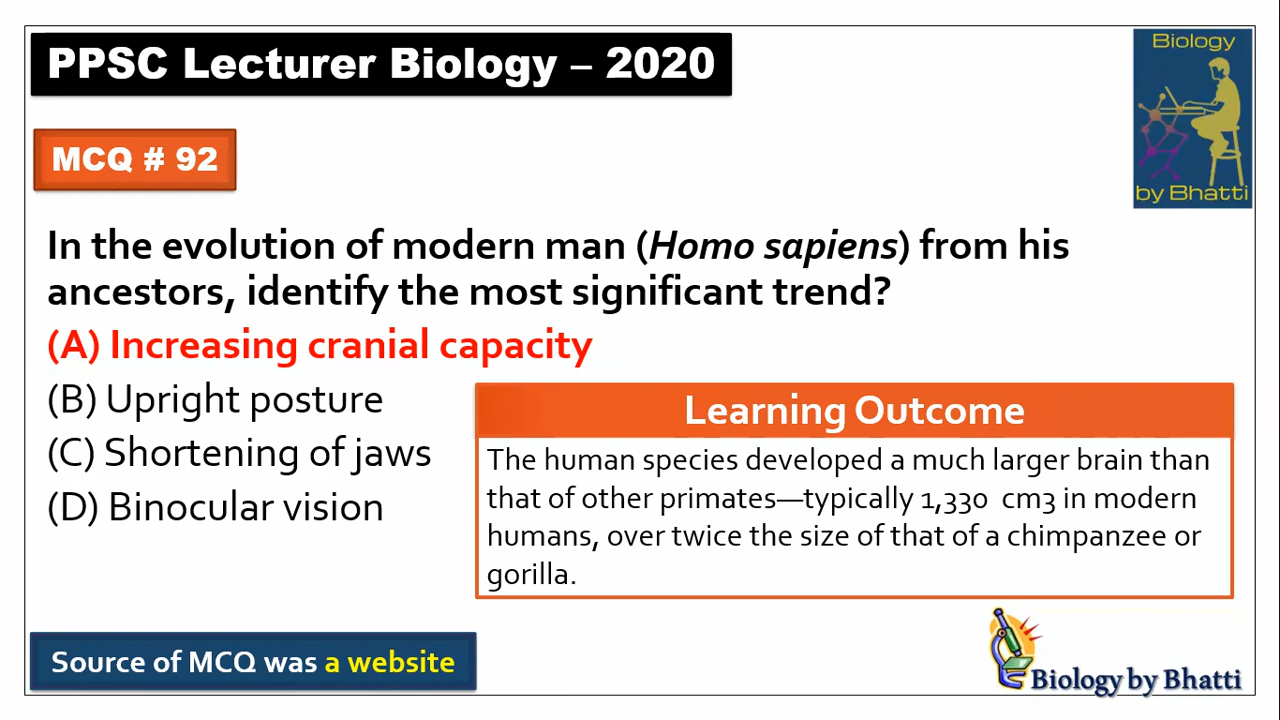 PPSC Lecturer Biology – 2020
Biology
by Bhatti
MCQ # 92
In the evolution of modern man (Homo sapiens) from his
ancestors, identify the most significant trend?
(A) Increasing cranial capacity
(B) Upright posture
(C) Shortening of jaws
(D) Binocular vision
Learning Outcome
The human species developed a much larger brain than
that of other primates—typically 1,330 cm3 in modern
humans, over twice the size of that of a chimpanzee or
gorilla.
Source of MCQ was a website
Biology by Bhatti